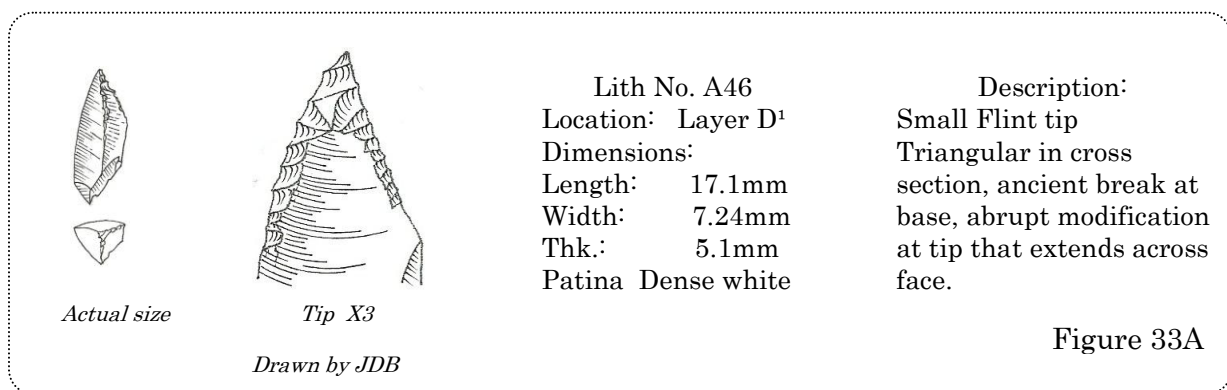 Actual size
Tip X3
Drawn by JDB
Lith No. A46
Location: Layer D¹
Dimensions:
Length: 17.1mm
Width: 7.24mm
Thk.: 5.1mm
Patina Dense white
Description:
Small Flint tip
Triangular in cross
section, ancient break at
base, abrupt modification
at tip that extends across
face.
Figure 33A